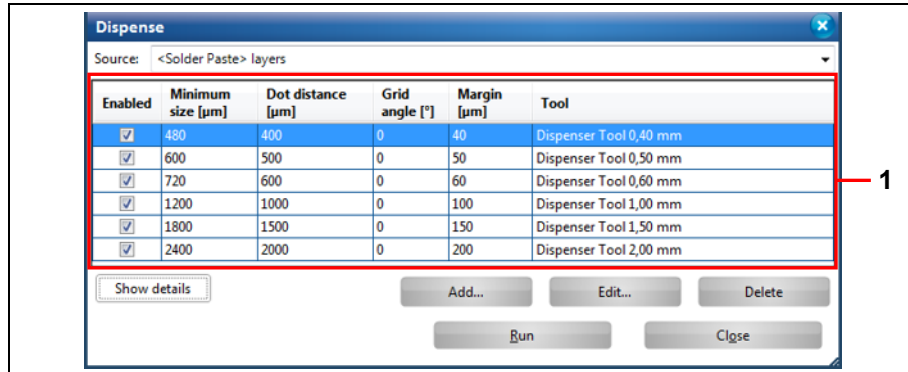 Dispense
Source: <Solder Paste> layers
Enabled Minimum size [µm] Dot distance [µm] Grid angle [°] Margin [µm] Tool
480 400 0 40 Dispenser Tool 0,40 mm
600 500 0 50 Dispenser Tool 0,50 mm
720 600 0 60 Dispenser Tool 0,60 mm
1200 1000 0 100 Dispenser Tool 1,00 mm
1800 1500 0 150 Dispenser Tool 1,50 mm
2400 2000 0 200 Dispenser Tool 2,00 mm
1
Show details Add... Edit... Delete
Run Close